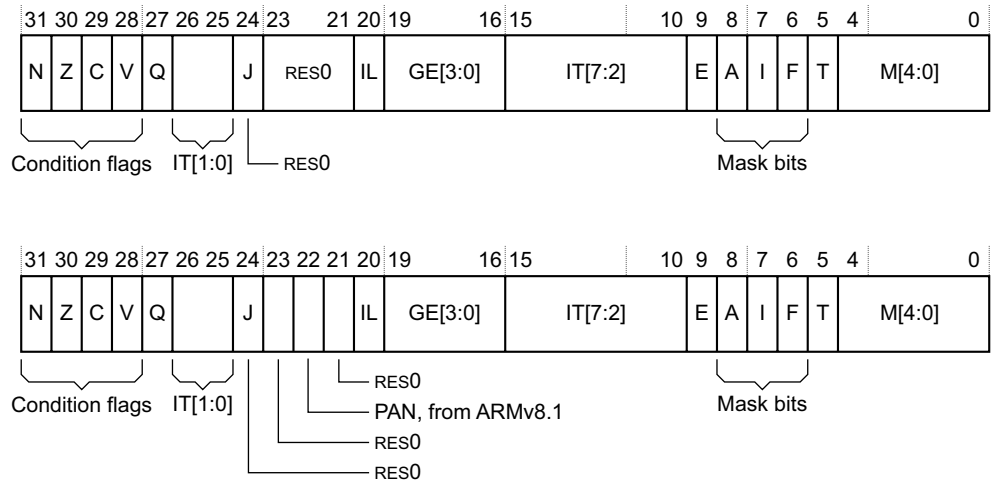 31 30 29 28 27 26 25 24 23 21 20 19 16 15 10 9 8 7 6 5 4 0
N Z C V Q J RES0 IL GE[3:0] IT[7:2] E A I F T M[4:0]
Condition flags IT[1:0] RES0 Mask bits
31 30 29 28 27 26 25 24 23 22 21 20 19 16 15 10 9 8 7 6 5 4 0
N Z C V Q J IL GE[3:0] IT[7:2] E A I F T M[4:0]
RES0
Condition flags IT[1:0] PAN, from ARMv8.1 Mask bits
RES0
RES0